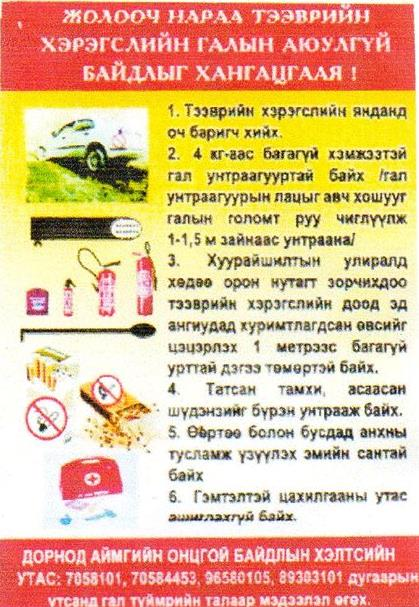 ЖОЛООЧ НАРАА ТЭЭВРИЙН
ХЭРЭГСЛИЙН ГАЛЫН АЮУЛГҮЙ
БАЙДЛЫГ ХАНГАЦГААЯ !
1. Тээврийн хэрэгслийн янданд
оч баригч хийх.
2. 4 кг-аас багагүй хэмжээтэй
гал унтраагууртай байх /гал
унтраагуурын лацыг авч хошууг
галын голомт руу чиглүүлж
1-1,5 м зайнаас унтраана/
3. Хуурайшилтын улиралд
хөдөө орон нутагт зорчихдоо
тээврийн хэрэгслийн доод эд
ангиудад хуримтлагдсан өвсийг
цэцэрлэх 1 метрээс багагүй
урттай дэгээ төмөртэй байх.
4. Татсан тамхи, асаасан
шүдэнзийг бүрэн унтрааж байх.
5. Өөртөө болон бусдад анхны
тусламж үзүүлэх эмийн сантай
байх
6. Гэмтэлтэй цахилгааны утас
ашиглахгүй байх.
ДОРНОД АЙМГИЙН ОНЦГОЙ БАЙДЛЫН ХЭЛТСИЙН
УТАС: 7058101, 70584453, 96580105, 89303101 дугаарын
утсанд гал түймрийн талаар мэдээлэл өгөх.